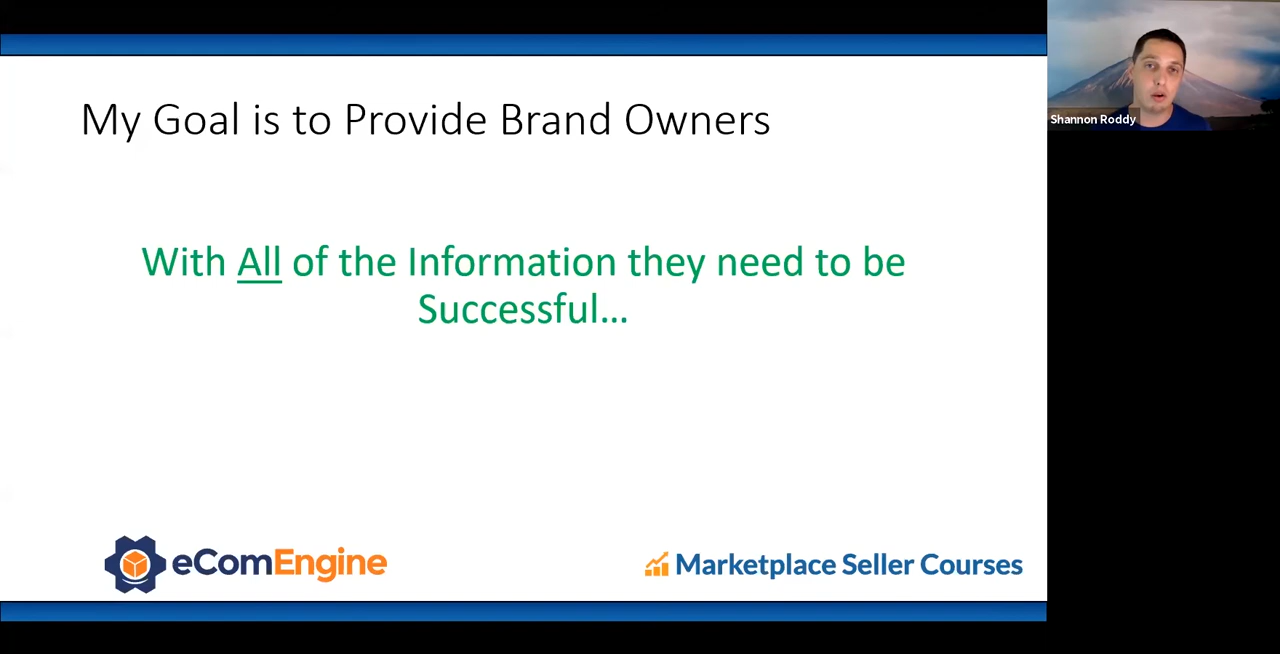 My Goal is to Provide Brand Owners
With All of the Information they need to be
Successful...
eComEngine
Marketplace Seller Courses
Shannon Roddy